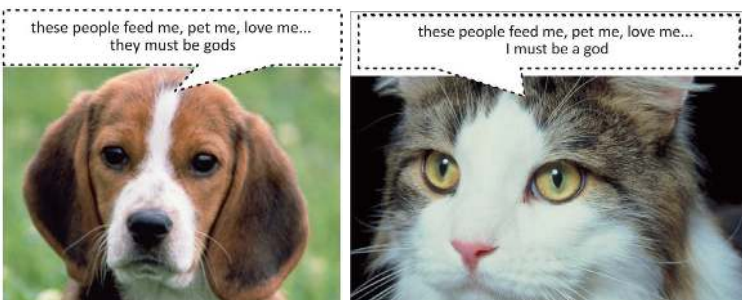 these people feed me, pet me, love me...
they must be gods
these people feed me, pet me, love me...
I must be a god